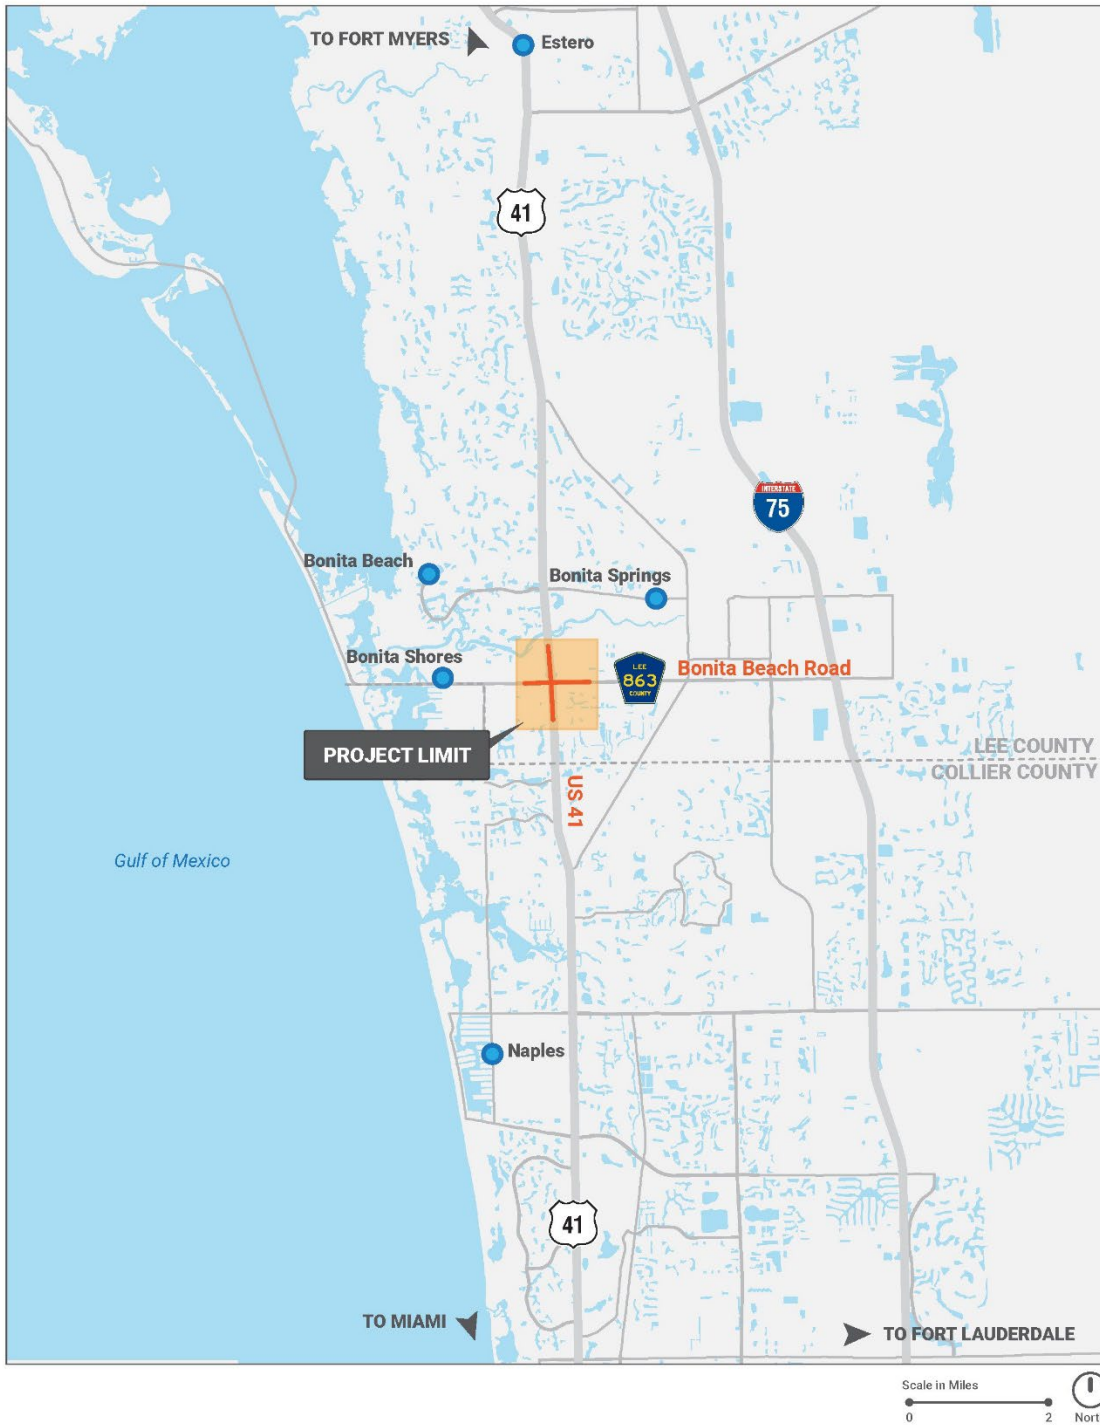 TO FORT MYERS
Estero
41
INTERSTATE
75
Bonita Beach
Bonita Springs
Bonita Shores
LEE
863
COUNTY
Bonita Beach Road
PROJECT LIMIT
LEE COUNTY
COLLIER COUNTY
US 41
Gulf of Mexico
Naples
41
TO MIAMI
TO FORT LAUDERDALE
Scale in Miles
0 2
Nort